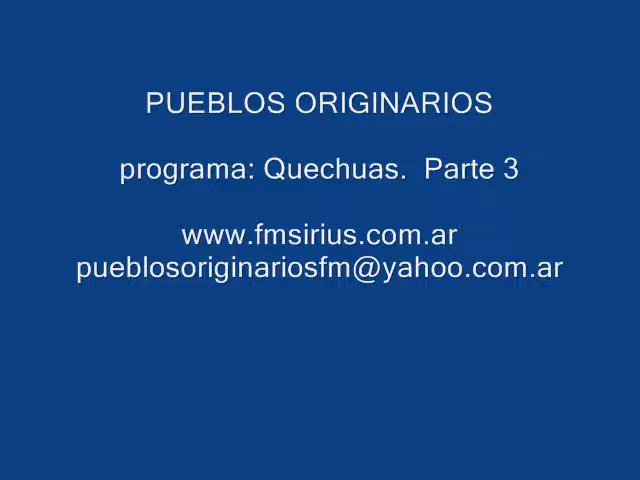 PUEBLOS ORIGINARIOS
programa: Quechuas.  Parte 3
www.fmsirius.com.ar
pueblosoriginariosfm@yahoo.com.ar